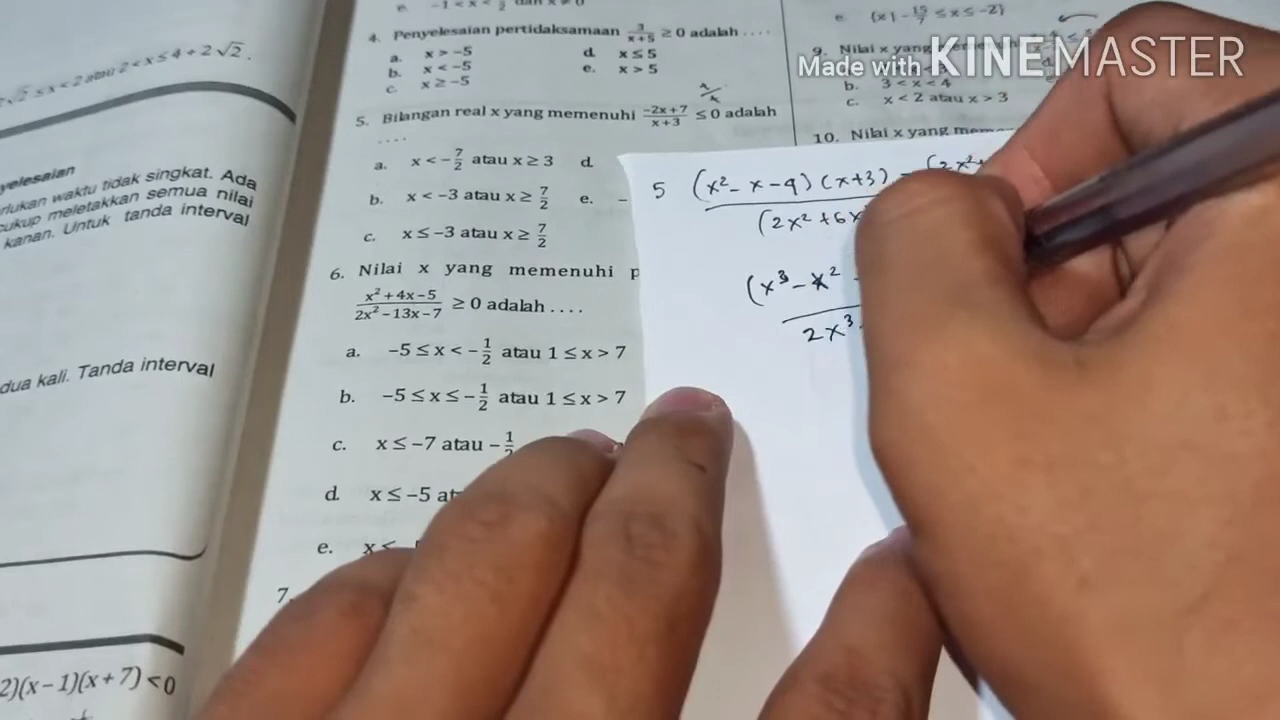 √2 ≤ x < 2 atau 2 < x ≤ 4 + 2√2.
yelesaian
rlukan waktu tidak singkat. Ada
cukup meletakkan semua nilai
kanan. Untuk tanda interval
dua kali. Tanda interval
2)(x−1)(x+7) < 0
4. Penyelesaian pertidaksamaan 3/(x+5) ≥ 0 adalah ....
a. x > −5 d. x ≤ 5
b. x < −5 e. x > 5
c. x ≥ −5
5. Bilangan real x yang memenuhi (−2x+7)/(x+3) ≤ 0 adalah
....
a. x < −7/2 atau x ≥ 3 d.
b. x < −3 atau x ≥ 7/2 e. −
c. x ≤ −3 atau x ≥ 7/2
6. Nilai x yang memenuhi p
(x²+4x−5)/(2x²−13x−7) ≥ 0 adalah ....
a. −5 ≤ x < −1/2 atau 1 ≤ x > 7
b. −5 ≤ x ≤ −1/2 atau 1 ≤ x > 7
c. x ≤ −7 atau −1/2
d. x ≤ −5 at
e. x ≤
7.
e. {x | −15/7 ≤ x ≤ −2}
9. Nilai x yang
b. 3 < x < 4
c. x < 2 atau x > 3
10. Nilai x yang
5 (x² − x − 9)(x+3) − (2x²+
(2x² + 6x
(x³ − x²
2x³
Made with KINEMASTER